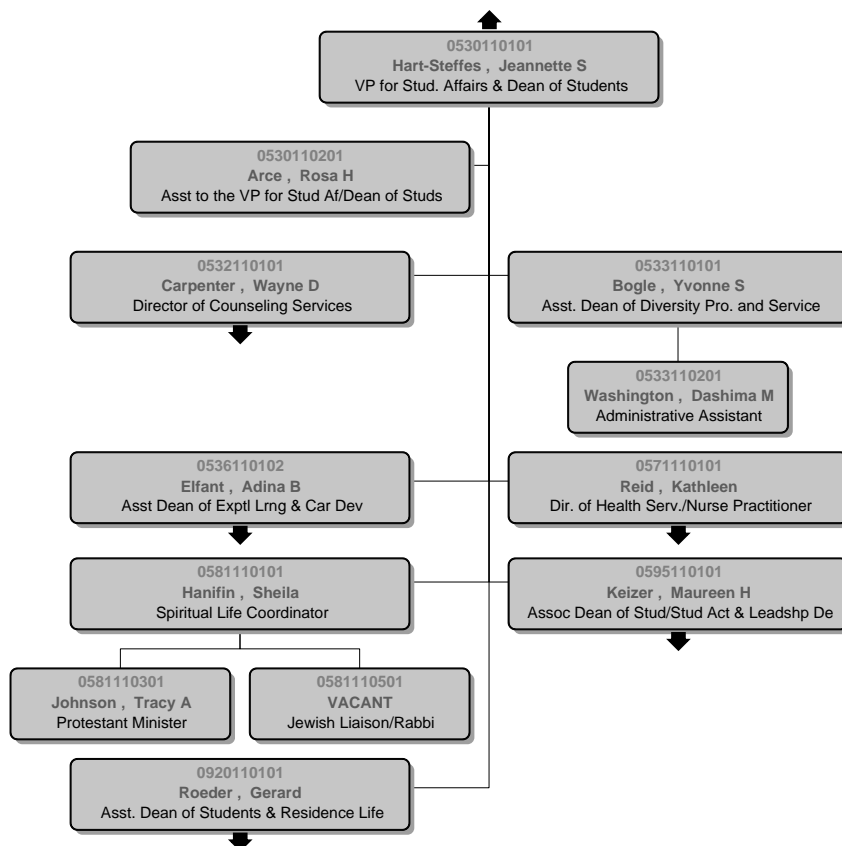 0530110101
Hart-Steffes , Jeannette S
VP for Stud. Affairs & Dean of Students
0530110201
Arce , Rosa H
Asst to the VP for Stud Af/Dean of Studs
0532110101
Carpenter , Wayne D
Director of Counseling Services
0533110101
Bogle , Yvonne S
Asst. Dean of Diversity Pro. and Service
0533110201
Washington , Dashima M
Administrative Assistant
0536110102
Elfant , Adina B
Asst Dean of Exptl Lrng & Car Dev
0571110101
Reid , Kathleen
Dir. of Health Serv./Nurse Practitioner
0581110101
Hanifin , Sheila
Spiritual Life Coordinator
0595110101
Keizer , Maureen H
Assoc Dean of Stud/Stud Act & Leadshp De
0581110301
Johnson , Tracy A
Protestant Minister
0581110501
VACANT
Jewish Liaison/Rabbi
0920110101
Roeder , Gerard
Asst. Dean of Students & Residence Life